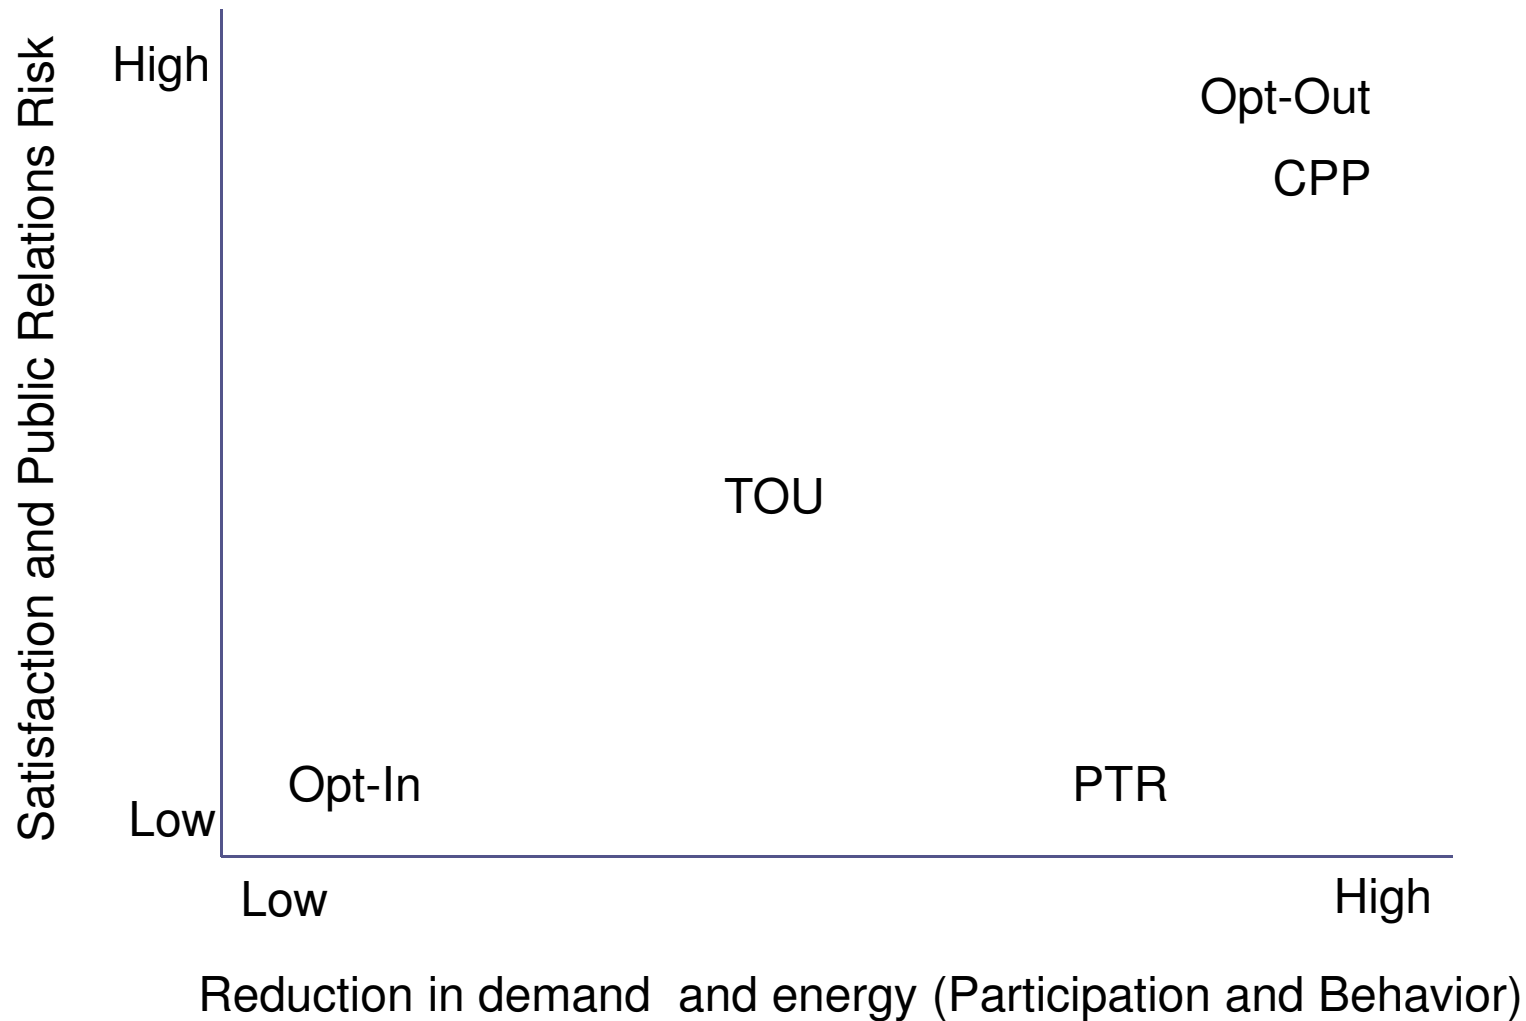 Satisfaction and Public Relations Risk
High
Opt-Out
CPP
TOU
Opt-In
PTR
Low
Low
High
Reduction in demand  and energy (Participation and Behavior)